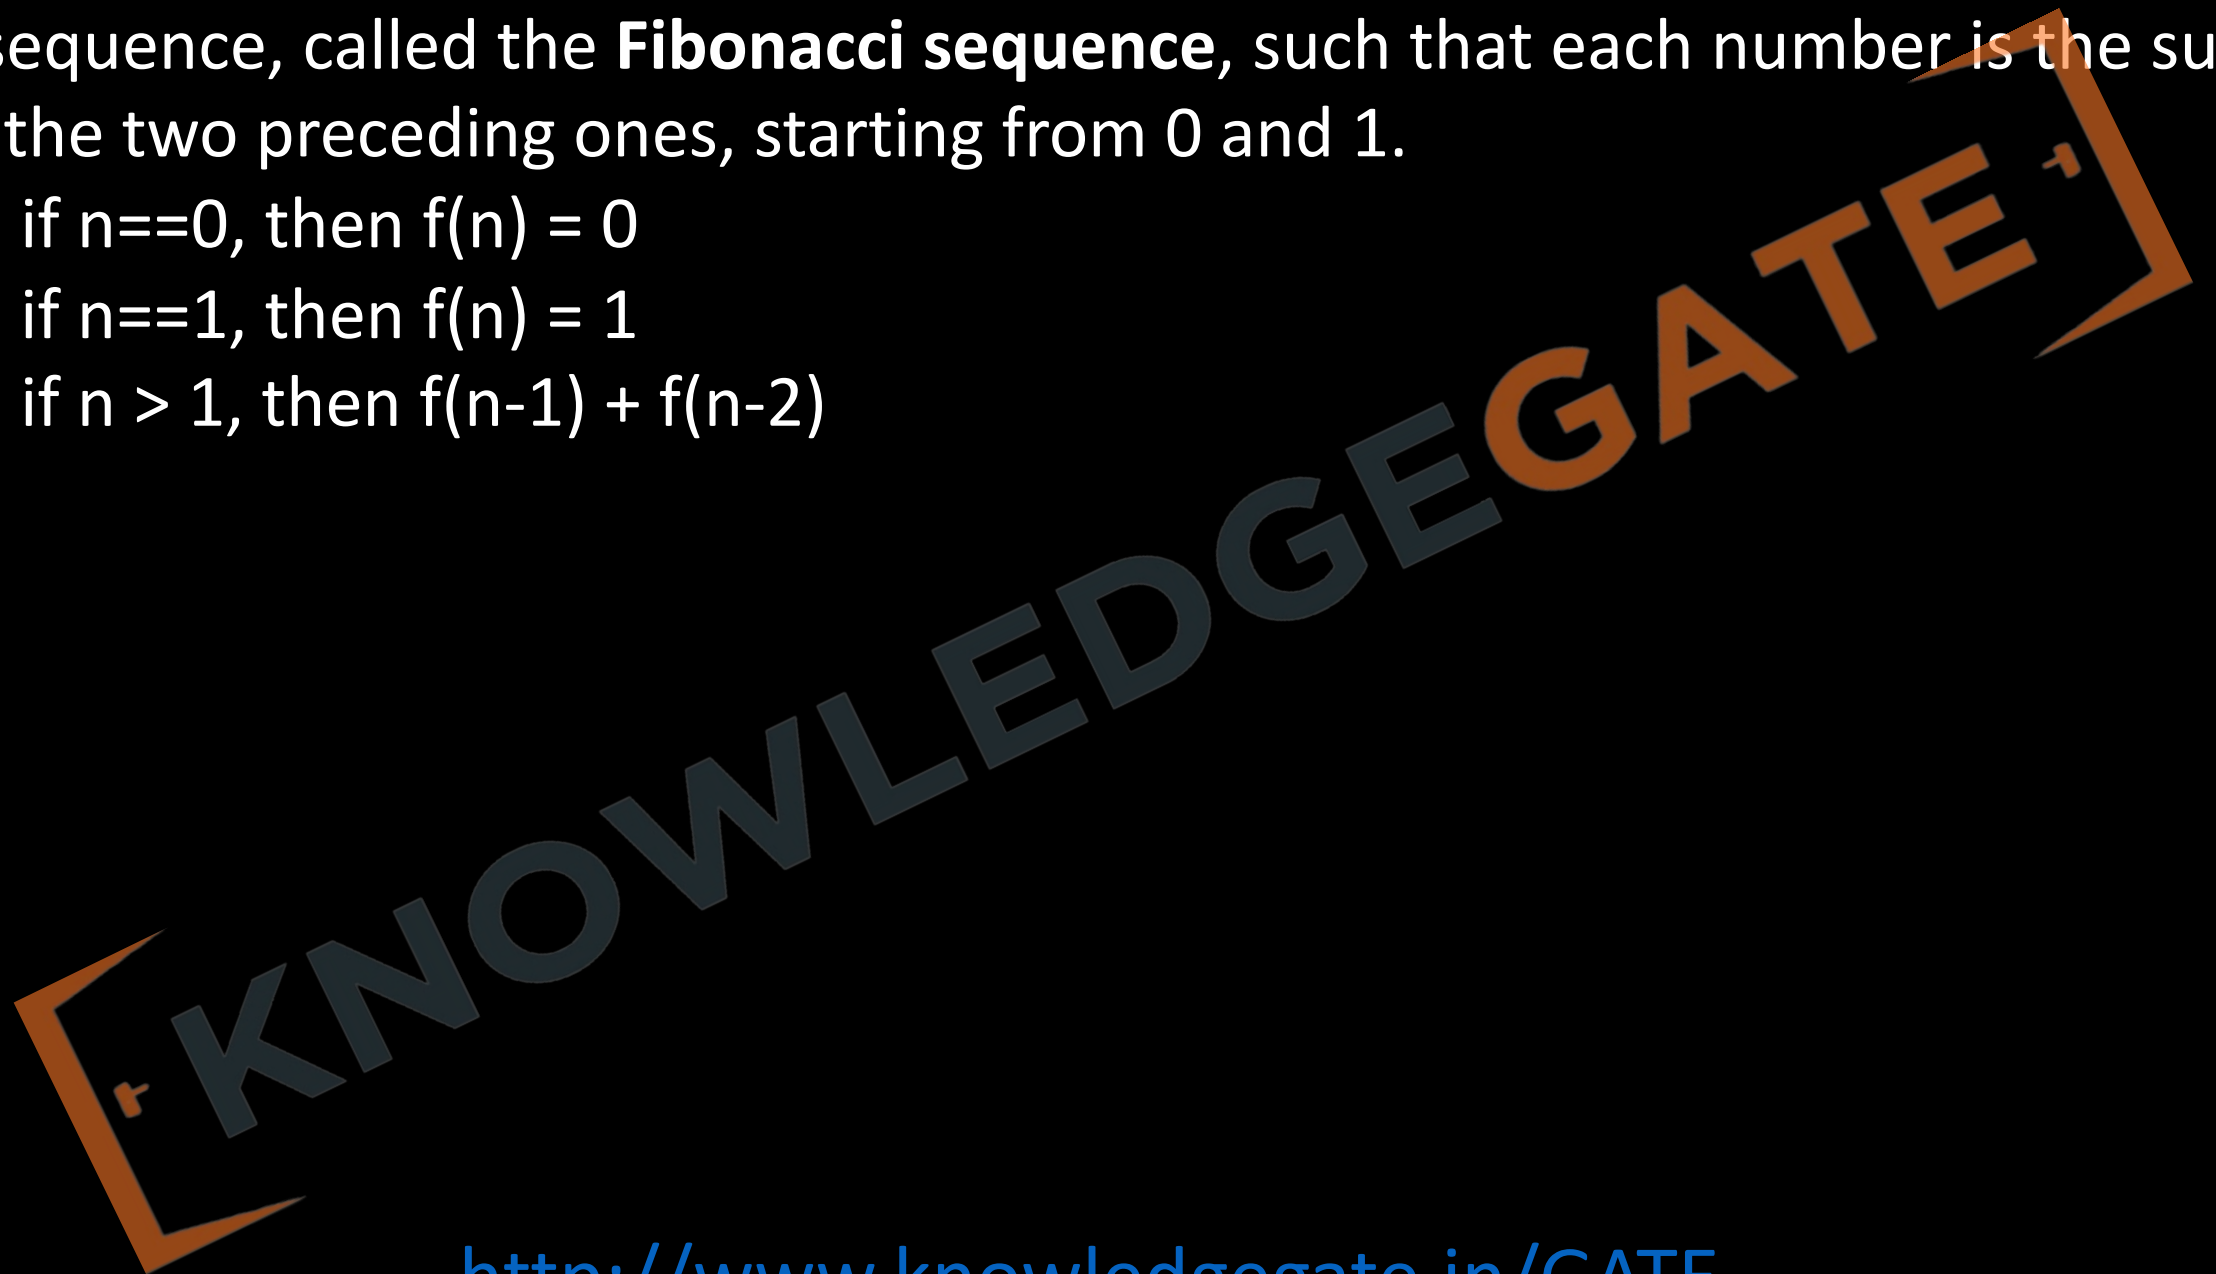 sequence, called the Fibonacci sequence, such that each number is the su
the two preceding ones, starting from 0 and 1.
if n==0, then f(n) = 0
if n==1, then f(n) = 1
if n > 1, then f(n-1) + f(n-2)
KNOWLEDGEGATE
http://www.knowledgegate.in/GATE